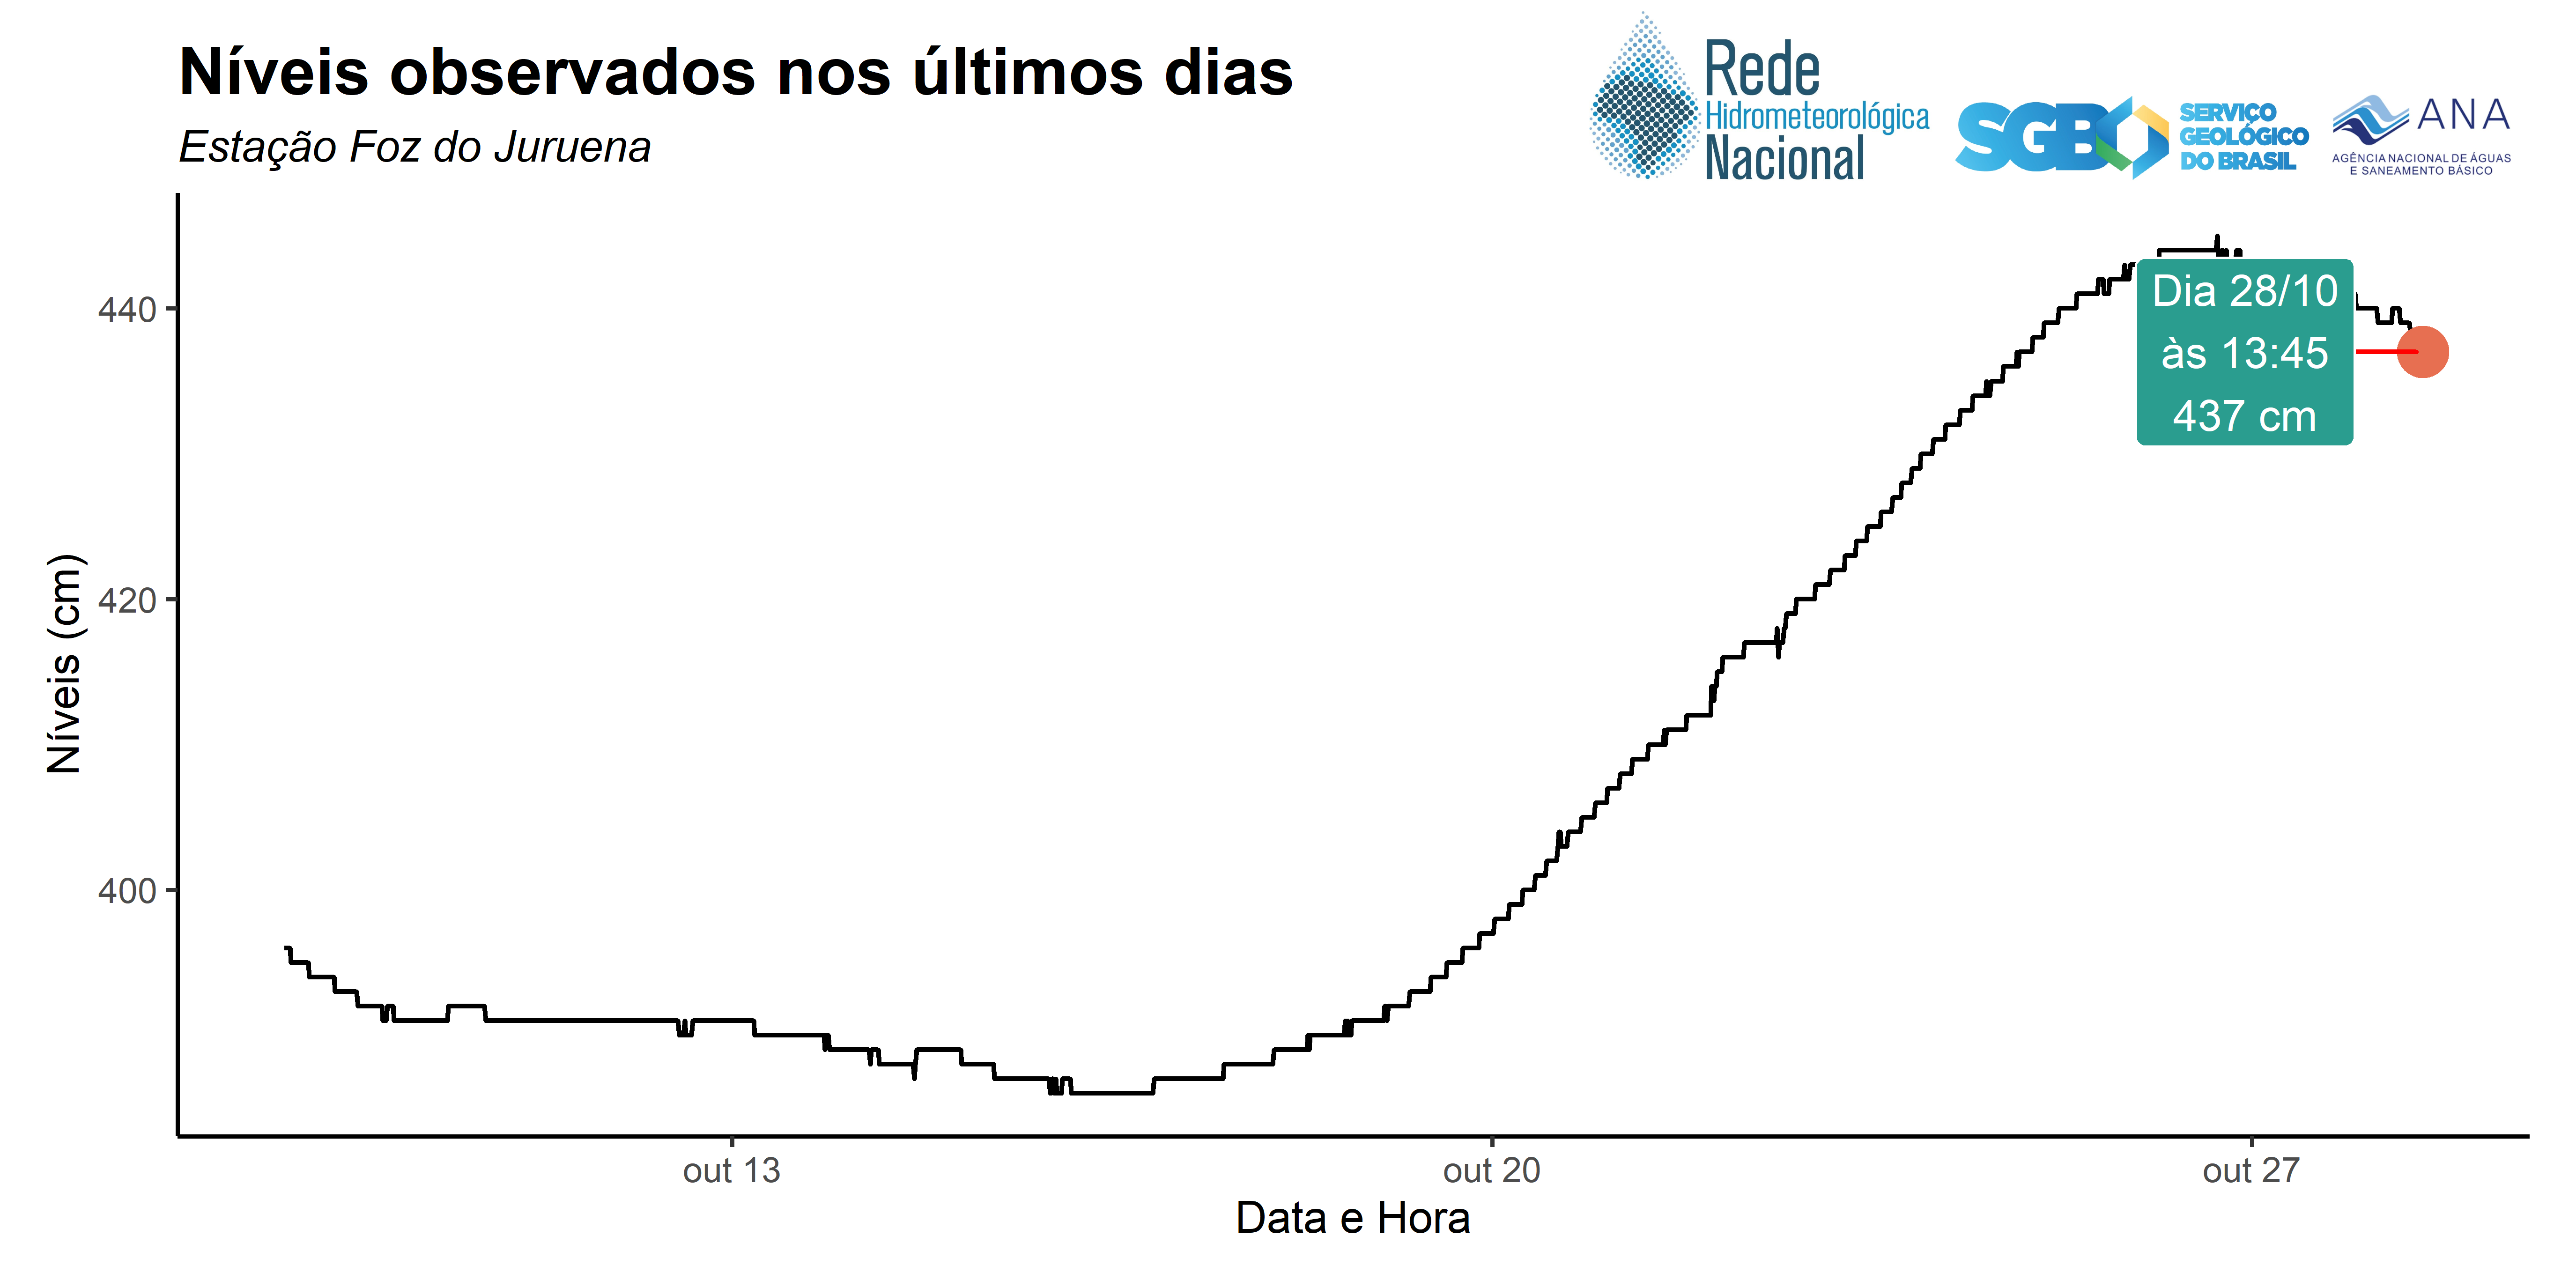 Níveis observados nos últimos dias
Estação Foz do Juruena
Rede
Hidrometeorológica
Nacional
SGB
SERVIÇO
GEOLÓGICO
DO BRASIL
ANA
AGÊNCIA NACIONAL DE ÁGUAS
E SANEAMENTO BÁSICO
Níveis (cm)
440
420
400
Dia 28/10
às 13:45
437 cm
out 13
out 20
out 27
Data e Hora